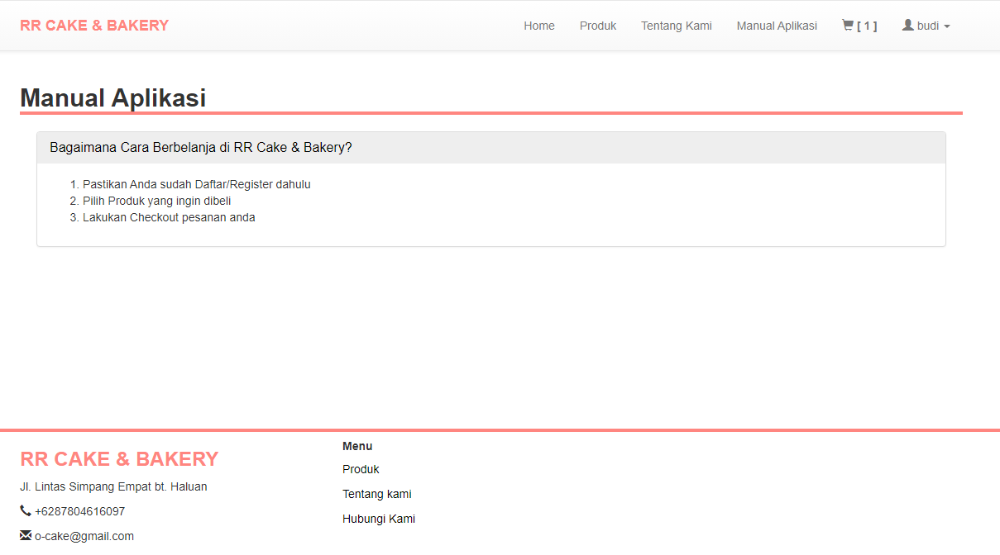 RR CAKE & BAKERY
Home Produk Tentang Kami Manual Aplikasi [ 1 ] budi
Manual Aplikasi
Bagaimana Cara Berbelanja di RR Cake & Bakery?
1. Pastikan Anda sudah Daftar/Register dahulu
2. Pilih Produk yang ingin dibeli
3. Lakukan Checkout pesanan anda
RR CAKE & BAKERY
Jl. Lintas Simpang Empat bt. Haluan
+6287804616097
o-cake@gmail.com
Menu
Produk
Tentang kami
Hubungi Kami